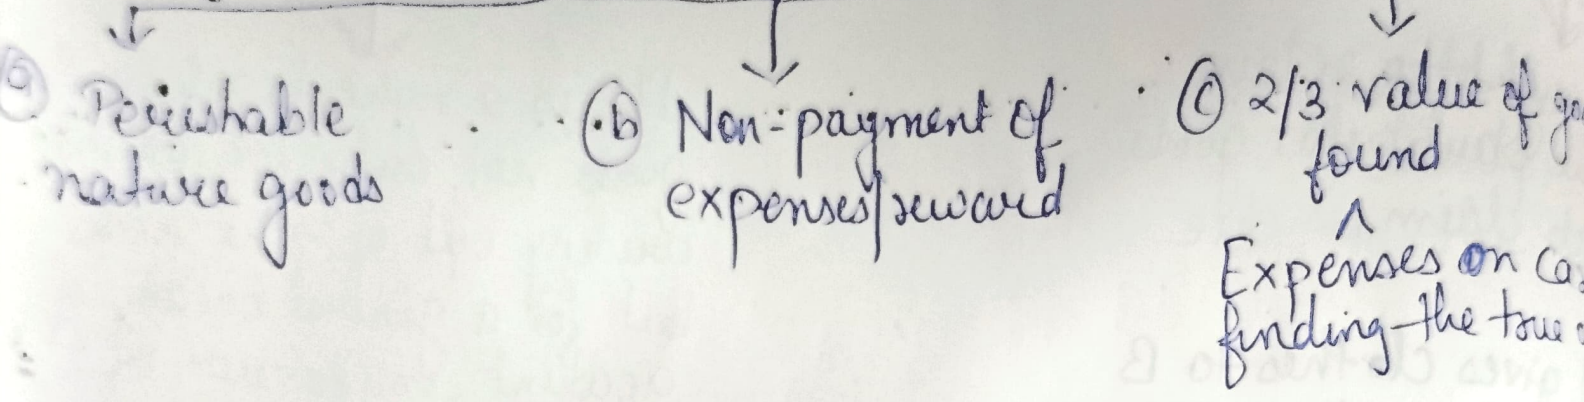 (a) Perishable
nature goods
(b) Non-payment of
expenses/reward
(c) 2/3 value of
found
^
Expenses on
finding the true